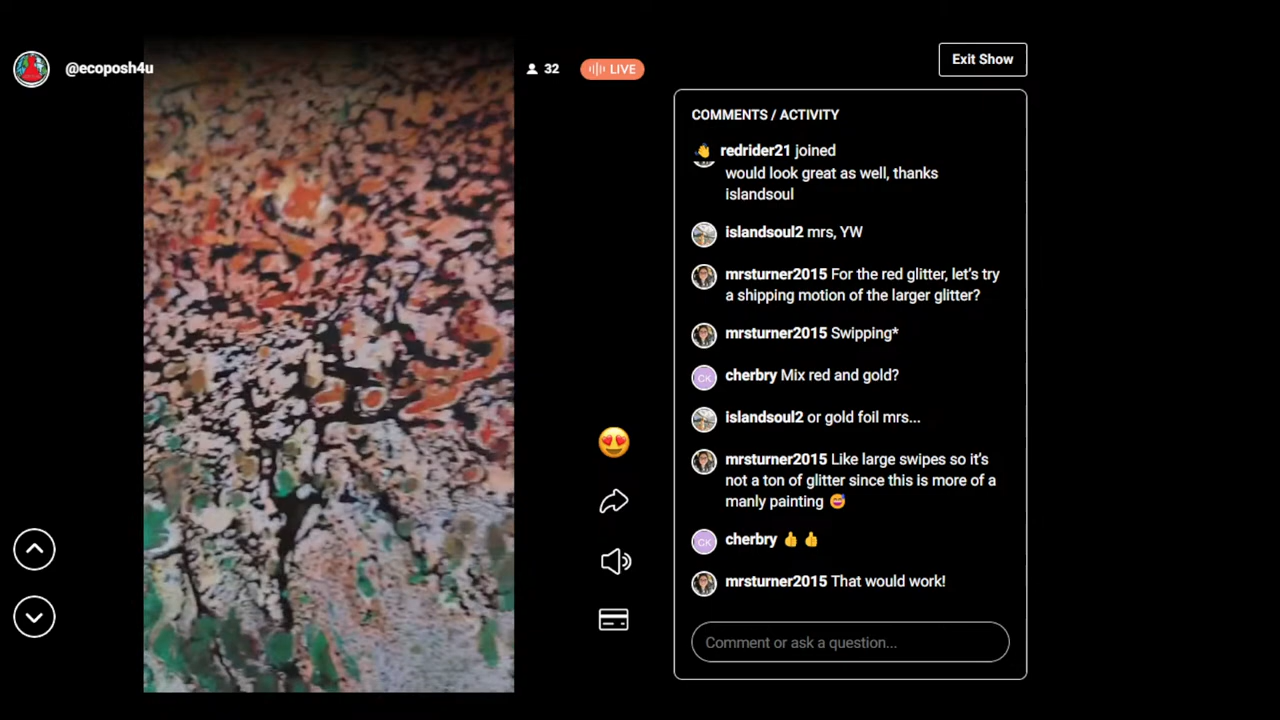 @ecoposh4u
32
LIVE
Exit Show
COMMENTS / ACTIVITY
redrider21 joined
would look great as well, thanks
islandsoul
islandsoul2 mrs, YW
mrsturner2015 For the red glitter, let's try
a shipping motion of the larger glitter?
mrsturner2015 Swipping*
CK
cherbry Mix red and gold?
islandsoul2 or gold foil mrs...
mrsturner2015 Like large swipes so it's
not a ton of glitter since this is more of a
manly painting 😅
CK
cherbry 👍 👍
mrsturner2015 That would work!
Comment or ask a question...